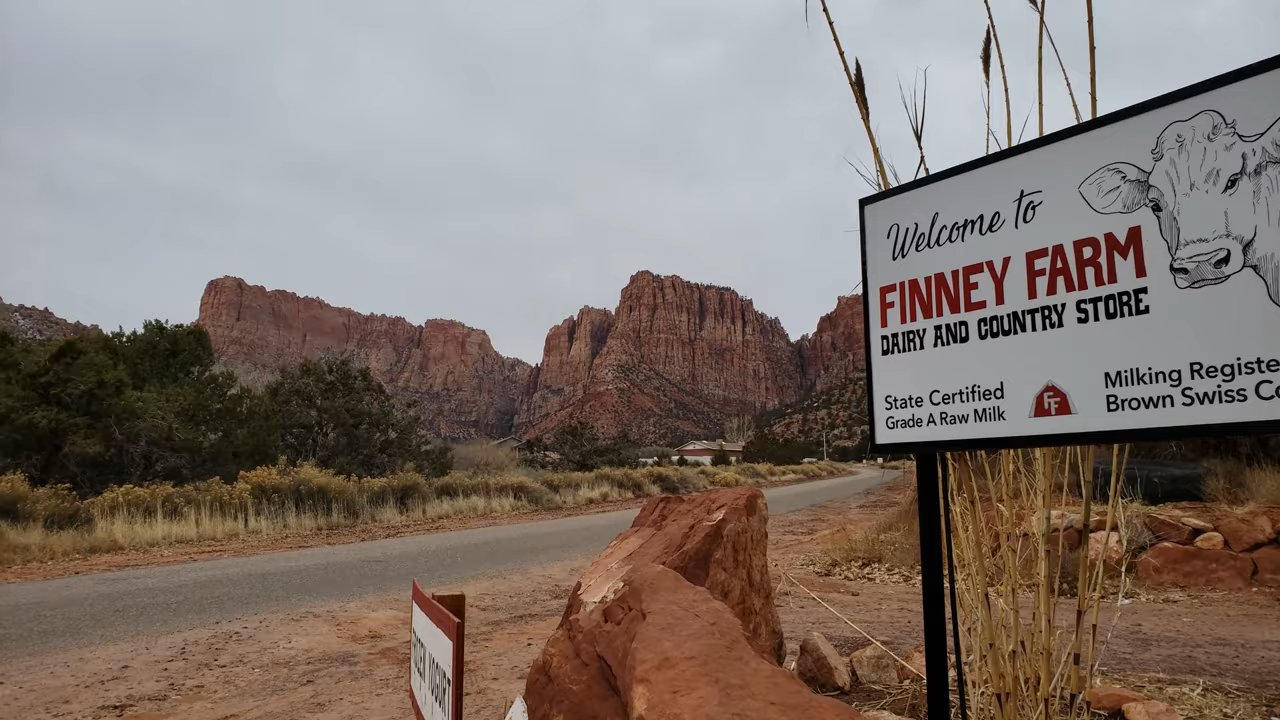 Welcome to
FINNEY FARM
DAIRY AND COUNTRY STORE
State Certified
Grade A Raw Milk
FF
Milking Registe
Brown Swiss Co
YOGURT